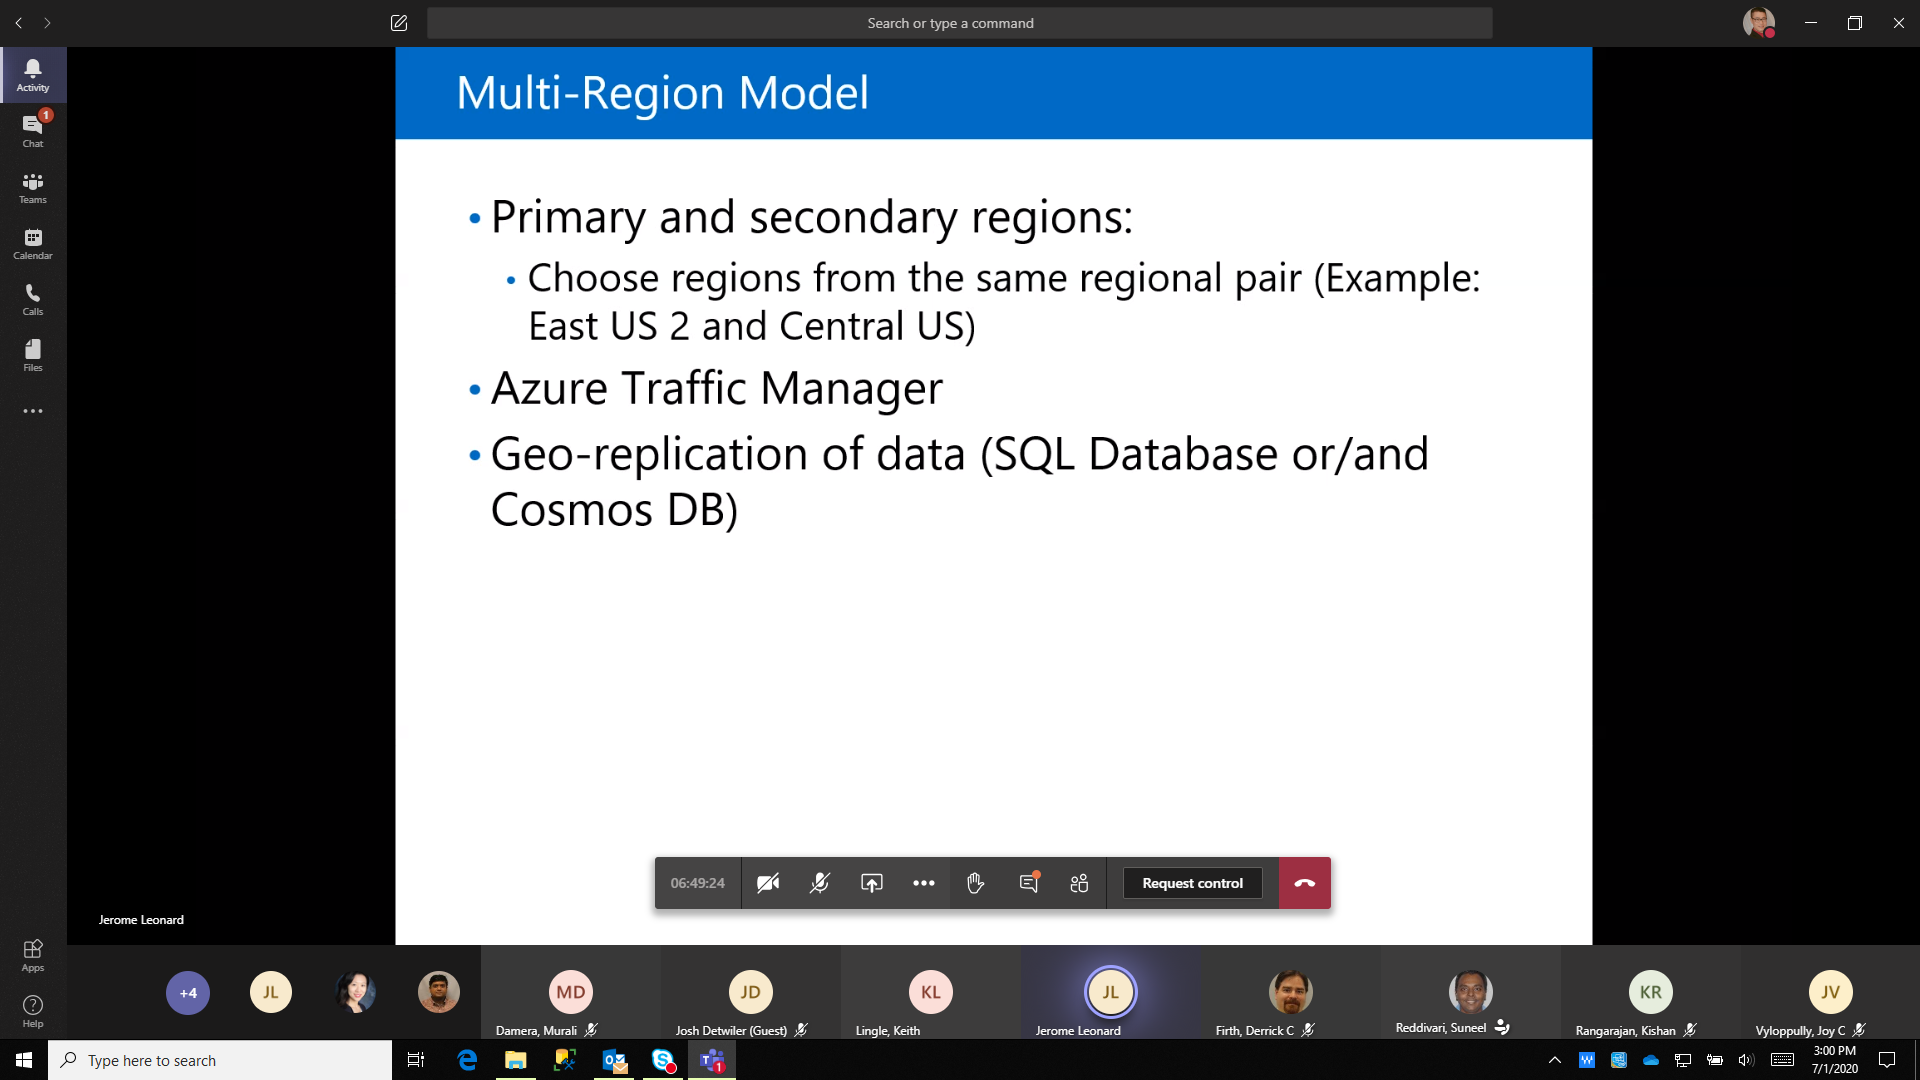 Search or type a command
Activity
1
Chat
Teams
Calendar
Calls
Files
Apps
Help
Multi-Region Model
• Primary and secondary regions:
• Choose regions from the same regional pair (Example:
East US 2 and Central US)
• Azure Traffic Manager
• Geo-replication of data (SQL Database or/and
Cosmos DB)
06:49:24
Request control
Jerome Leonard
+4
JL
MD
JD
KL
JL
KR
JV
Damera, Murali
Josh Detwiler (Guest)
Lingle, Keith
Jerome Leonard
Firth, Derrick C
Reddivari, Suneel
Rangarajan, Kishan
Vyloppully, Joy C
Type here to search
1
3:00 PM
7/1/2020